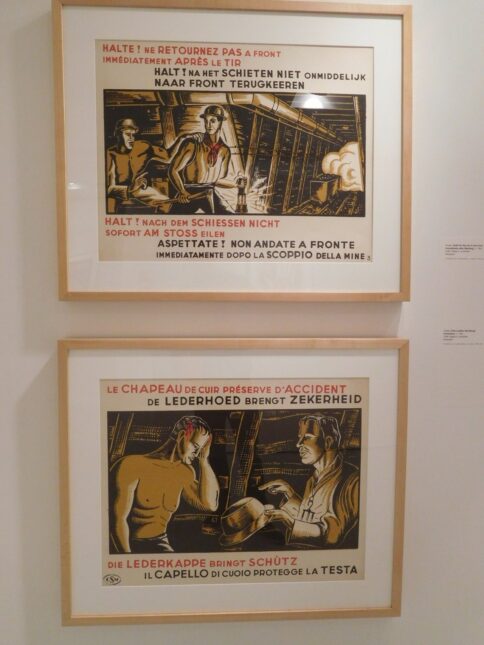 HALTE ! NE RETOURNEZ PAS A FRONT
IMMÉDIATEMENT APRÈS LE TIR
HALT ! NA HET SCHIETEN NIET ONMIDDELIJK
NAAR FRONT TERUGKEEREN
HALT ! NACH DEM SCHIESSEN NICHT
SOFORT AM STOSS EILEN
ASPETTATE ! NON ANDATE A FRONTE
IMMEDIATAMENTE DOPO LA SCOPPIO DELLA MINE
LE CHAPEAU DE CUIR PRÉSERVE D'ACCIDENT
DE LEDERHOED BRENGT ZEKERHEID
DIE LEDERKAPPE BRINGT SCHÜTZ
IL CAPELLO DI CUOIO PROTEGGE LA TESTA